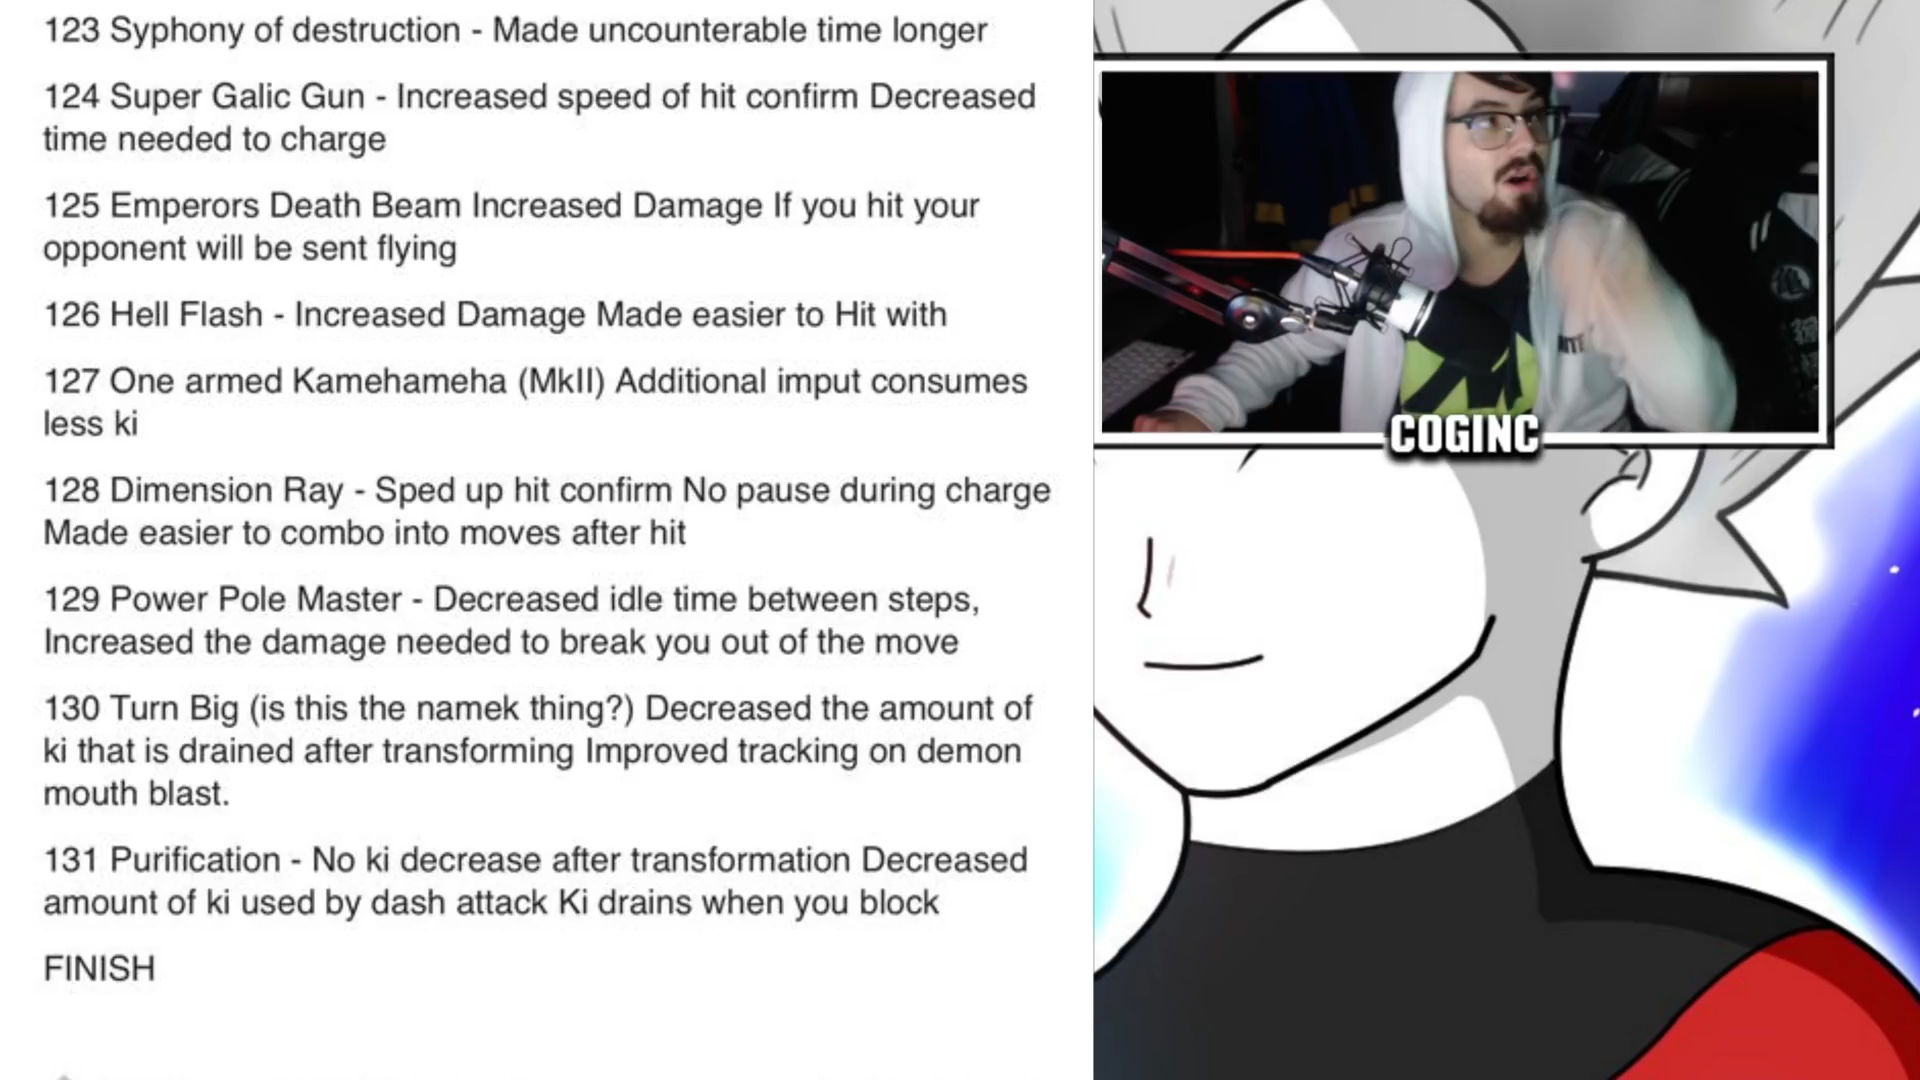 123 Syphony of destruction - Made uncounterable time longer
124 Super Galic Gun - Increased speed of hit confirm Decreased
time needed to charge
125 Emperors Death Beam Increased Damage If you hit your
opponent will be sent flying
126 Hell Flash - Increased Damage Made easier to Hit with
127 One armed Kamehameha (MkII) Additional imput consumes
less ki
128 Dimension Ray - Sped up hit confirm No pause during charge
Made easier to combo into moves after hit
129 Power Pole Master - Decreased idle time between steps,
Increased the damage needed to break you out of the move
130 Turn Big (is this the namek thing?) Decreased the amount of
ki that is drained after transforming Improved tracking on demon
mouth blast.
131 Purification - No ki decrease after transformation Decreased
amount of ki used by dash attack Ki drains when you block
FINISH
COGINC